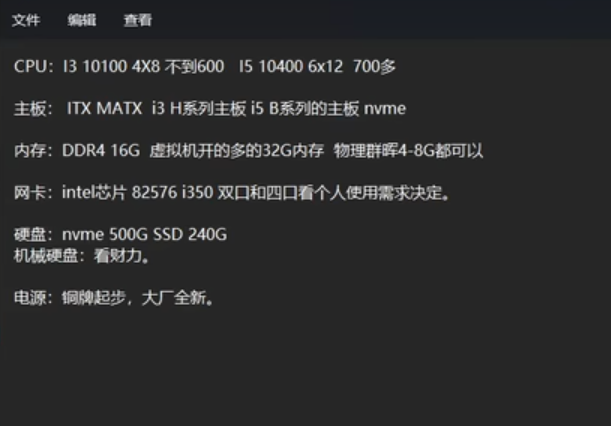 文件 编辑 查看
CPU：I3 10100 4X8 不到600 I5 10400 6x12 700多
主板： ITX MATX i3 H系列主板 i5 B系列的主板 nvme
内存：DDR4 16G 虚拟机开的多的32G内存 物理群晖4-8G都可以
网卡：intel芯片 82576 i350 双口和四口看个人使用需求决定。
硬盘：nvme 500G SSD 240G
机械硬盘：看财力。
电源：铜牌起步，大厂全新。